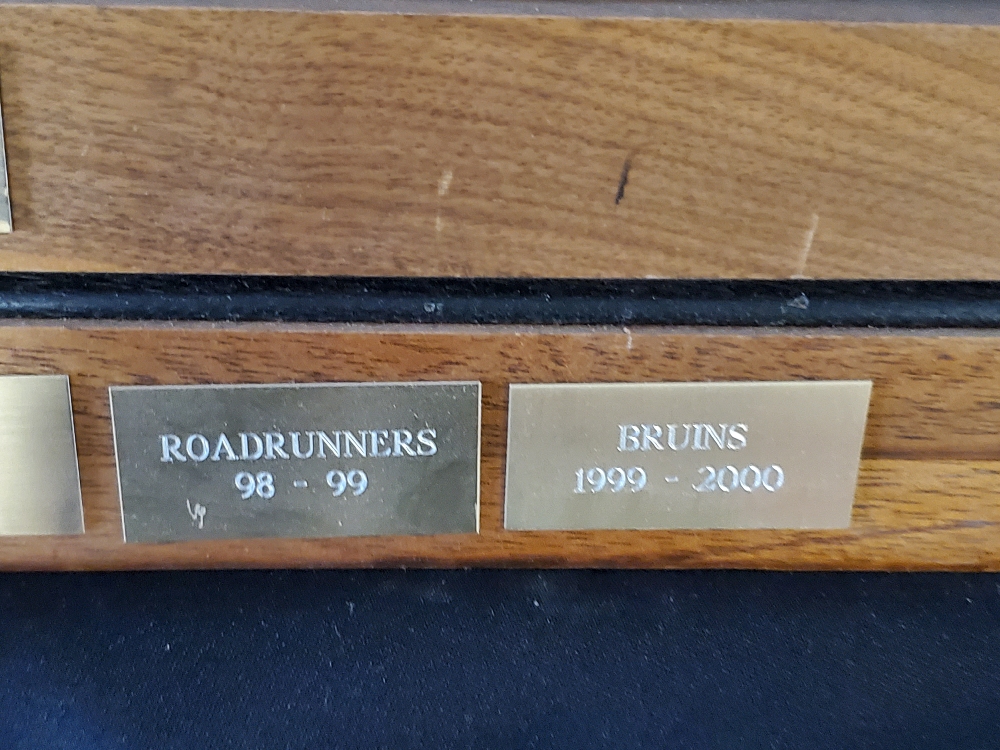 ROADRUNNERS
98 - 99
BRUINS
1999 - 2000